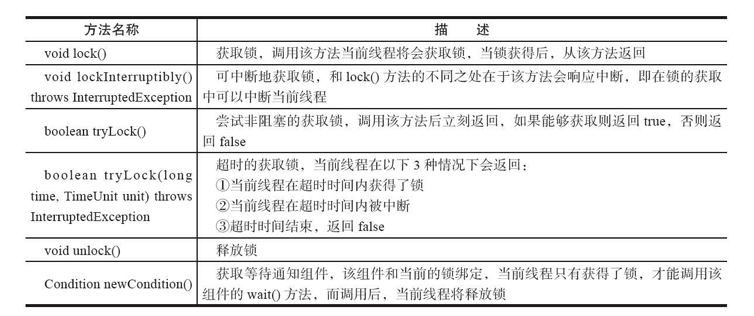 方法名称 描 述
void lock() 获取锁，调用该方法当前线程将会获取锁，当锁获得后，从该方法返回
void lockInterruptibly() throws InterruptedException 可中断地获取锁，和 lock() 方法的不同之处在于该方法会响应中断，即在锁的获取
中可以中断当前线程
boolean tryLock() 尝试非阻塞的获取锁，调用该方法后立刻返回，如果能够获取则返回 true，否则返
回 false
boolean tryLock(long time, TimeUnit unit) throws InterruptedException 超时的获取锁，当前线程在以下 3 种情况下会返回：
①当前线程在超时时间内获得了锁
②当前线程在超时时间内被中断
③超时时间结束，返回 false
void unlock() 释放锁
Condition newCondition() 获取等待通知组件，该组件和当前的锁绑定，当前线程只有获得了锁，才能调用该
组件的 wait() 方法，而调用后，当前线程将释放锁